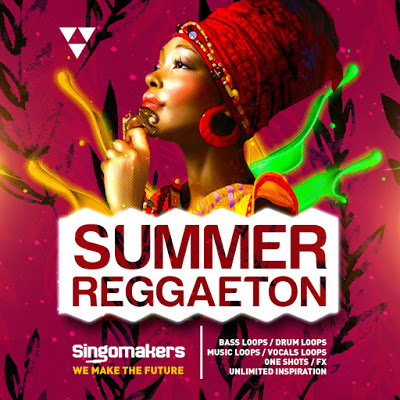 SUMMER
REGGAETON
Singomakers
WE MAKE THE FUTURE
BASS LOOPS / DRUM LOOPS
MUSIC LOOPS / VOCALS LOOPS
ONE SHOTS / FX
UNLIMITED INSPIRATION